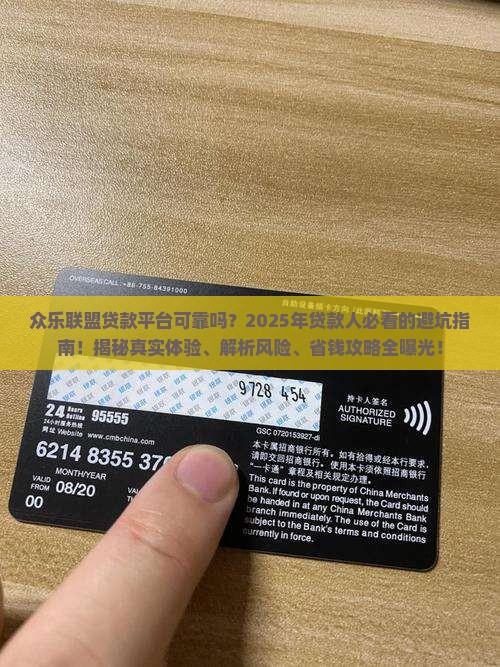 OVERSEAS CALL:+86-755-84391000
众乐联盟贷款平台可靠吗？2025年贷款人必看的避坑指
南！揭秘真实体验、解析风险、省钱攻略全曝光！
9728 454
持卡人签名
AUTHORIZED
SIGNATURE
24 Hours 95555
24小时服务热线
网址 Website www.cmbchina.com
GSC 0720153927-di
6214 8355 37
MONTH/YEAR
VALID
FROM 08/20
00
本卡属招商银行所有。如有拾得或经本行要求，
请即交回招商银行。使用本卡须依照招商银行
“一卡通”章程及相关规定办理。
This card is the property of China Merchants
Bank. If found or upon request, the Card should
be handed in at any China Merchants Bank
branch immediately. The use of the Card is
subject to the Bank's terms and conditions
currently in force.